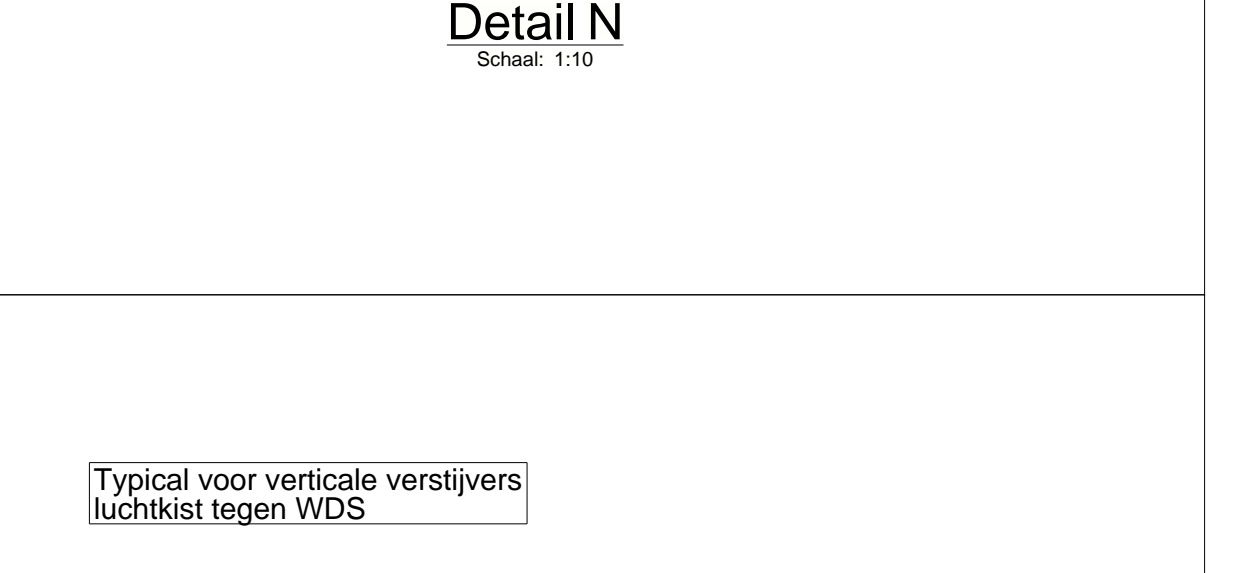 Detail N
Schaal: 1:10
Typical voor verticale verstijvers
luchtkist tegen WDS